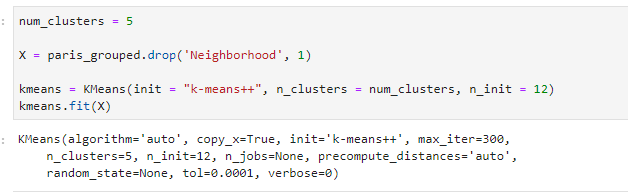 : num_clusters = 5
X = paris_grouped.drop('Neighborhood', 1)
kmeans = KMeans(init = "k-means++", n_clusters = num_clusters, n_init = 12)
kmeans.fit(X)
: KMeans(algorithm='auto', copy_x=True, init='k-means++', max_iter=300,
n_clusters=5, n_init=12, n_jobs=None, precompute_distances='auto',
random_state=None, tol=0.0001, verbose=0)